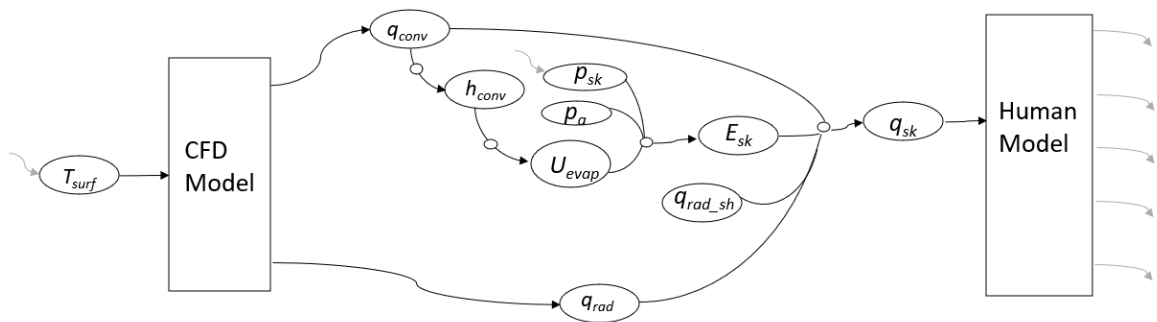 q_conv
h_conv
p_sk
p_a
U_evap
E_sk
q_rad_sh
q_sk
T_surf
CFD
Model
q_rad
Human
Model